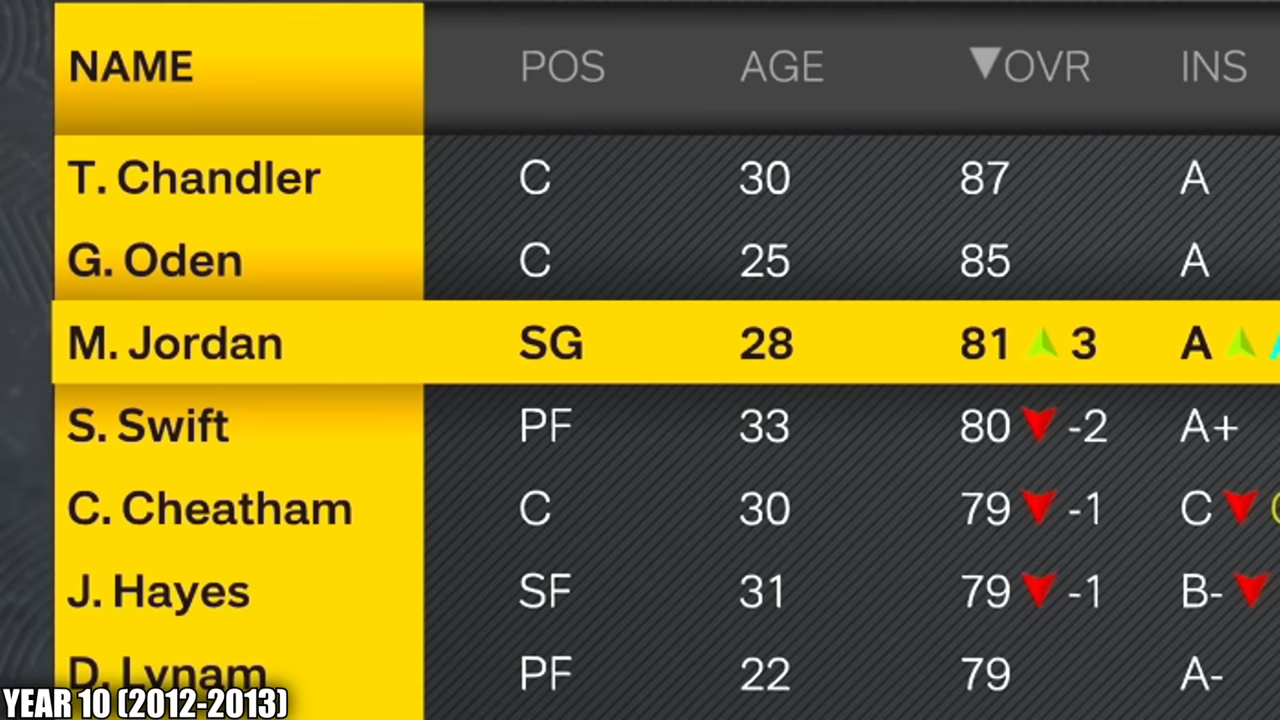 NAME POS AGE ▼OVR INS
T. Chandler C 30 87 A
G. Oden C 25 85 A
M. Jordan SG 28 81 3 A
S. Swift PF 33 80 -2 A+
C. Cheatham C 30 79 -1 C
J. Hayes SF 31 79 -1 B-
D. Lynam PF 22 79 A-
YEAR 10 (2012-2013)